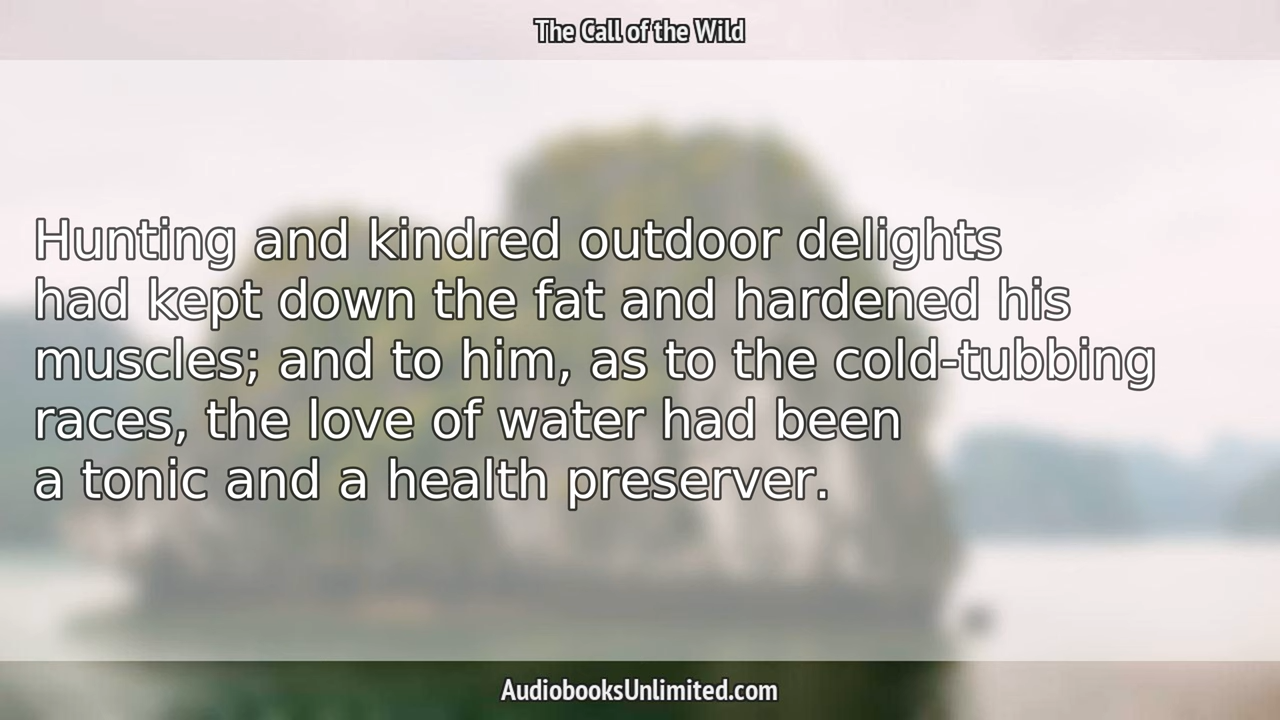 The Call of the Wild
Hunting and kindred outdoor delights
had kept down the fat and hardened his
muscles; and to him, as to the cold-tubbing
races, the love of water had been
a tonic and a health preserver.
AudiobooksUnlimited.com